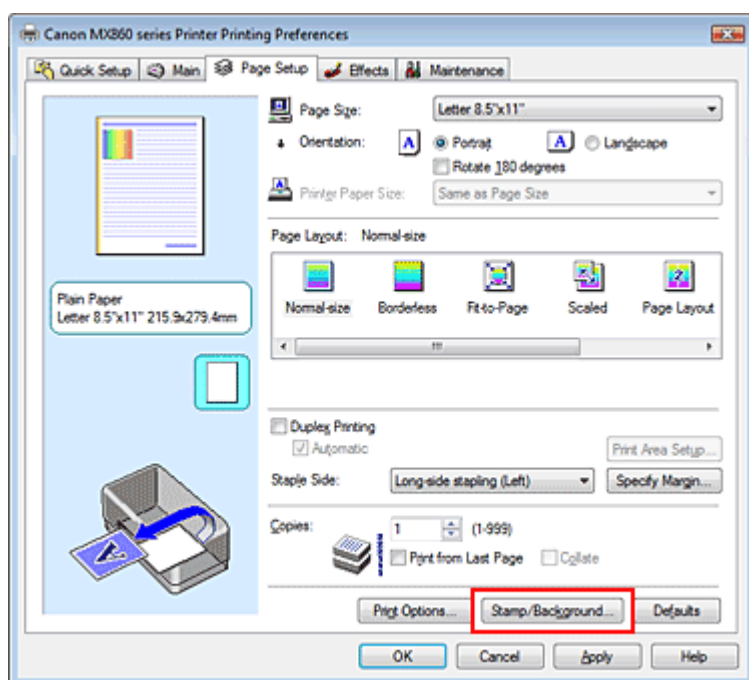 Canon MX860 series Printer Printing Preferences
Quick Setup Main Page Setup Effects Maintenance
Page Size: Letter 8.5"x11"
Orientation: A Portrait A Landscape
Rotate 180 degrees
Printer Paper Size: Same as Page Size
Page Layout: Normal-size
Normal-size Borderless Fit-to-Page Scaled Page Layout
Plain Paper
Letter 8.5"x11" 215.9x279.4mm
Duplex Printing
Automatic
Print Area Setup...
Staple Side: Long-side stapling (Left) Specify Margin...
Copies: 1 (1-999)
Print from Last Page Collate
Print Options... Stamp/Background... Defaults
OK Cancel Apply Help